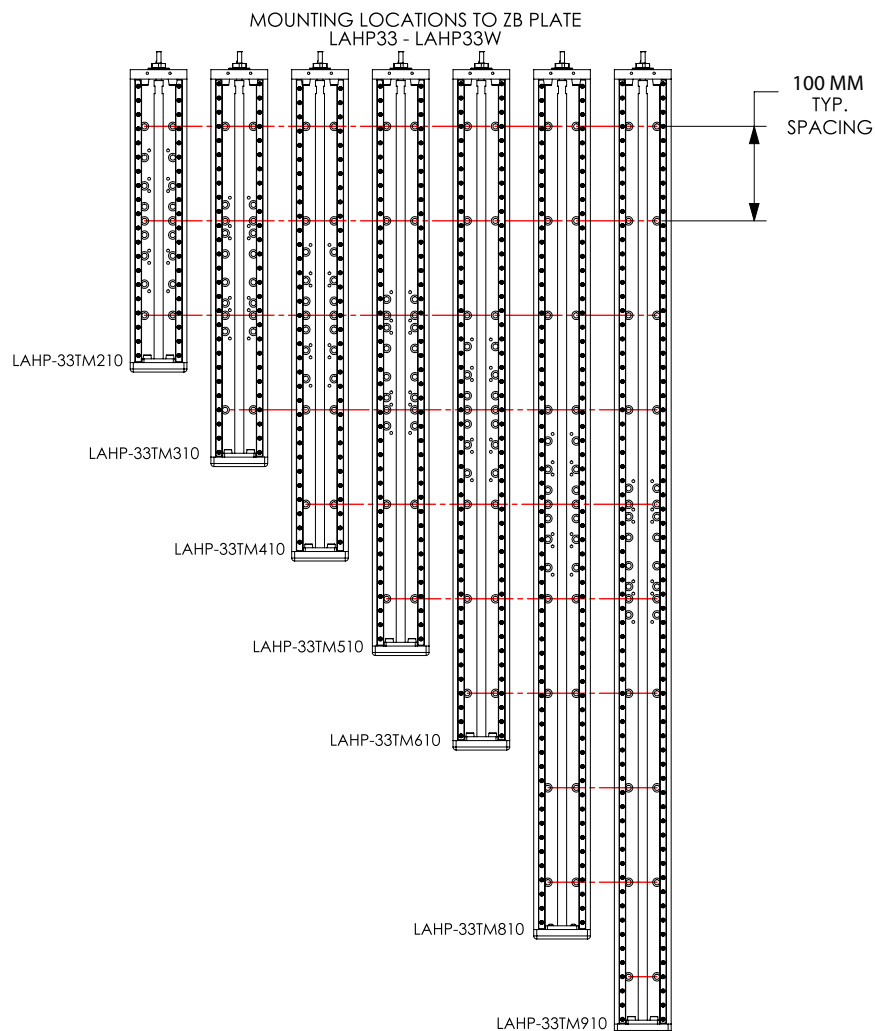 MOUNTING LOCATIONS TO ZB PLATE
LAHP33 - LAHP33W
100 MM
TYP.
SPACING
LAHP-33TM210
LAHP-33TM310
LAHP-33TM410
LAHP-33TM510
LAHP-33TM610
LAHP-33TM810
LAHP-33TM910